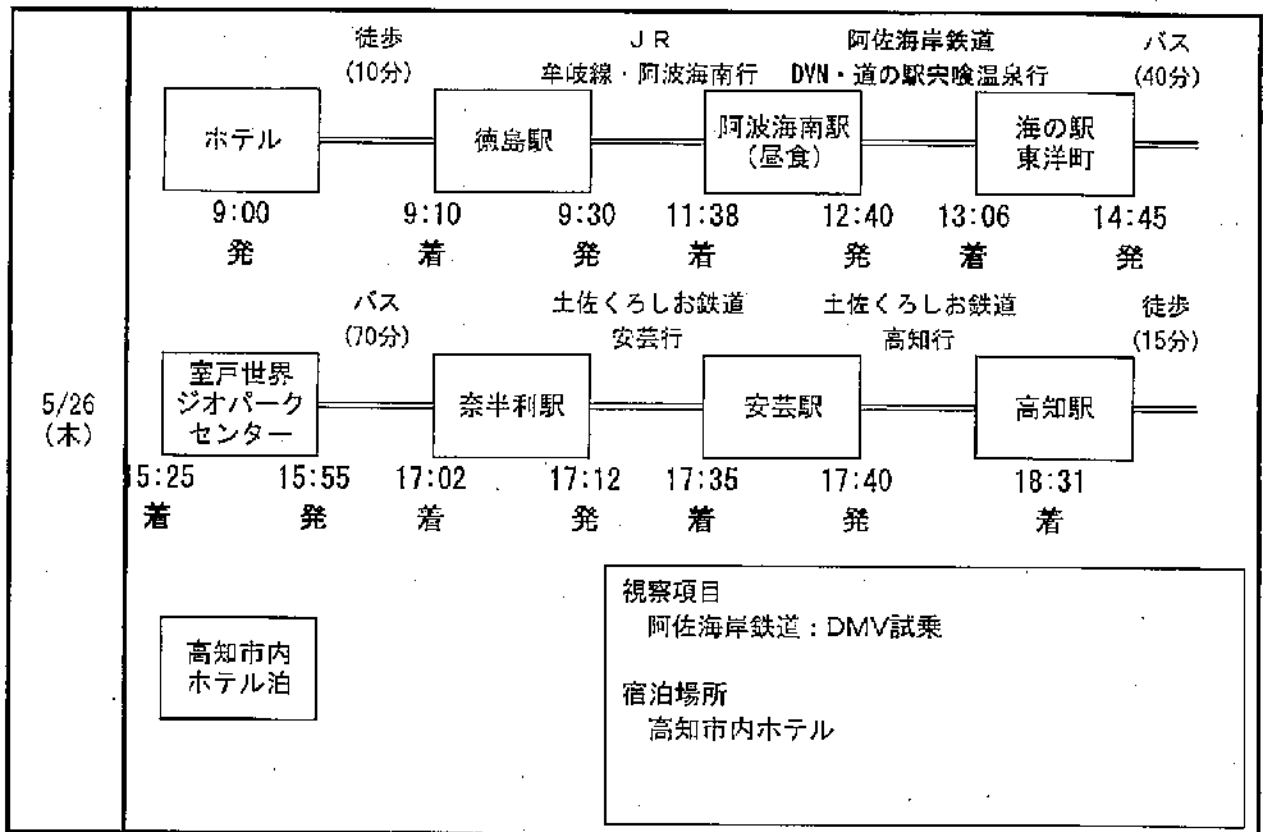 5/26
(木)
徒歩
(10分)
ＪＲ
牟岐線・阿波海南行
阿佐海岸鉄道
DVN・道の駅宍喰温泉行
バス
(40分)
ホテル
徳島駅
阿波海南駅
(昼食)
海の駅
東洋町
9:00
発
9:10
着
9:30
発
11:38
着
12:40
発
13:06
着
14:45
発
バス
(70分)
土佐くろしお鉄道
安芸行
土佐くろしお鉄道
高知行
徒歩
(15分)
室戸世界
ジオパーク
センター
奈半利駅
安芸駅
高知駅
15:25
着
15:55
発
17:02
着
17:12
発
17:35
着
17:40
発
18:31
着
高知市内
ホテル泊
視察項目
阿佐海岸鉄道：DMV試乗
宿泊場所
高知市内ホテル